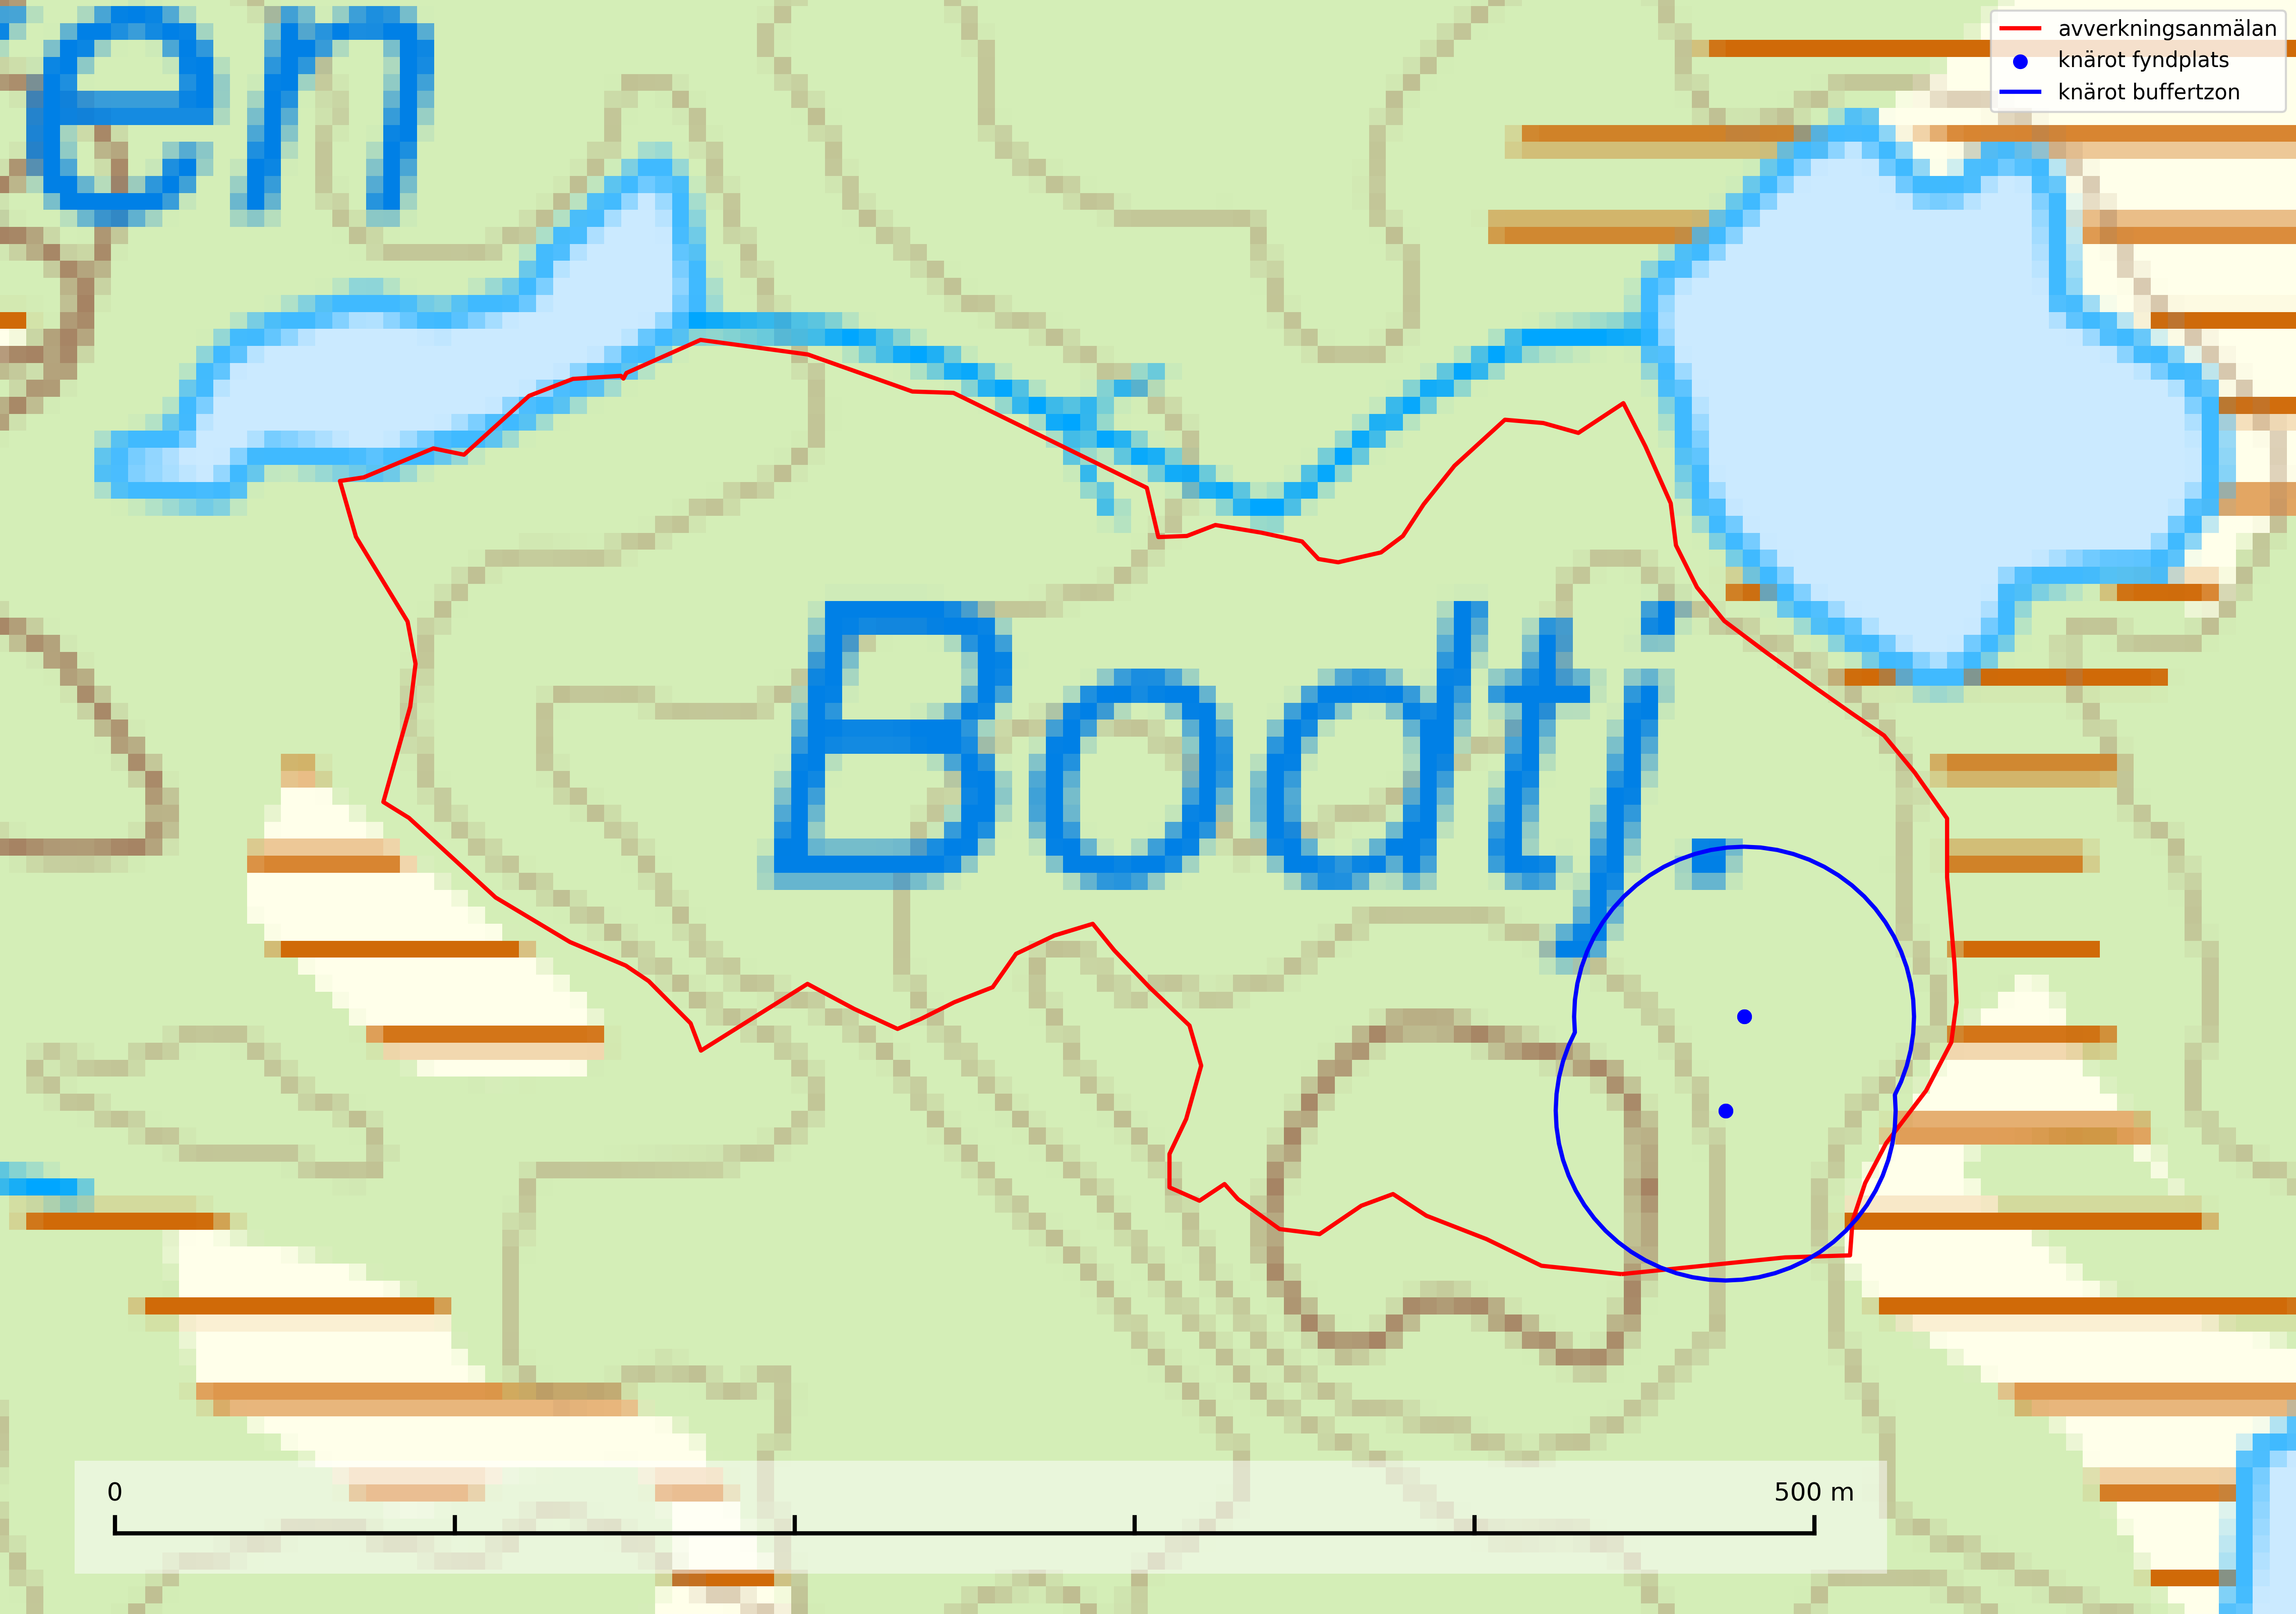 en
avverkningsanmälan
knärot fyndplats
knärot buffertzon
Bodtj.
0 500 m